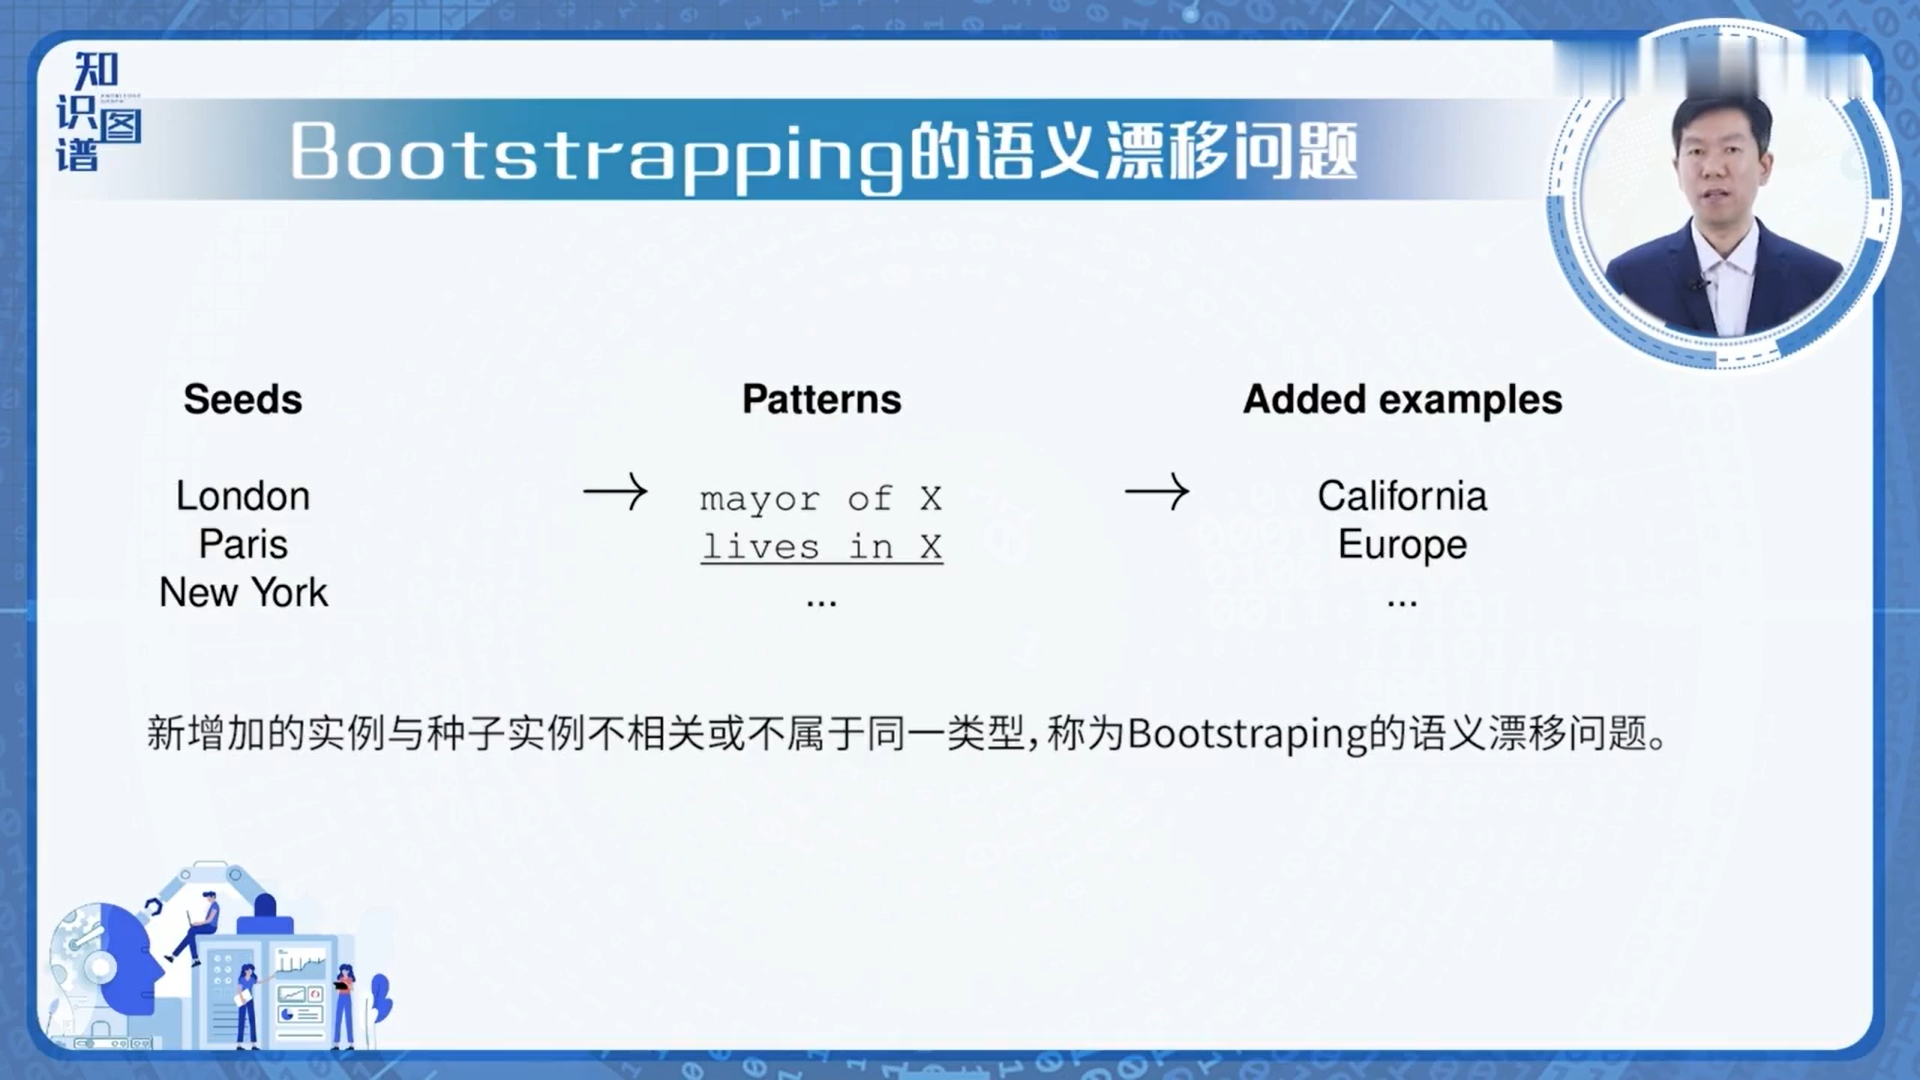 知识图谱
Bootstrapping的语义漂移问题
Seeds
Patterns
Added examples
London
Paris
New York
→
mayor of X
lives in X
...
→
California
Europe
...
新增加的实例与种子实例不相关或不属于同一类型，称为Bootstraping的语义漂移问题。